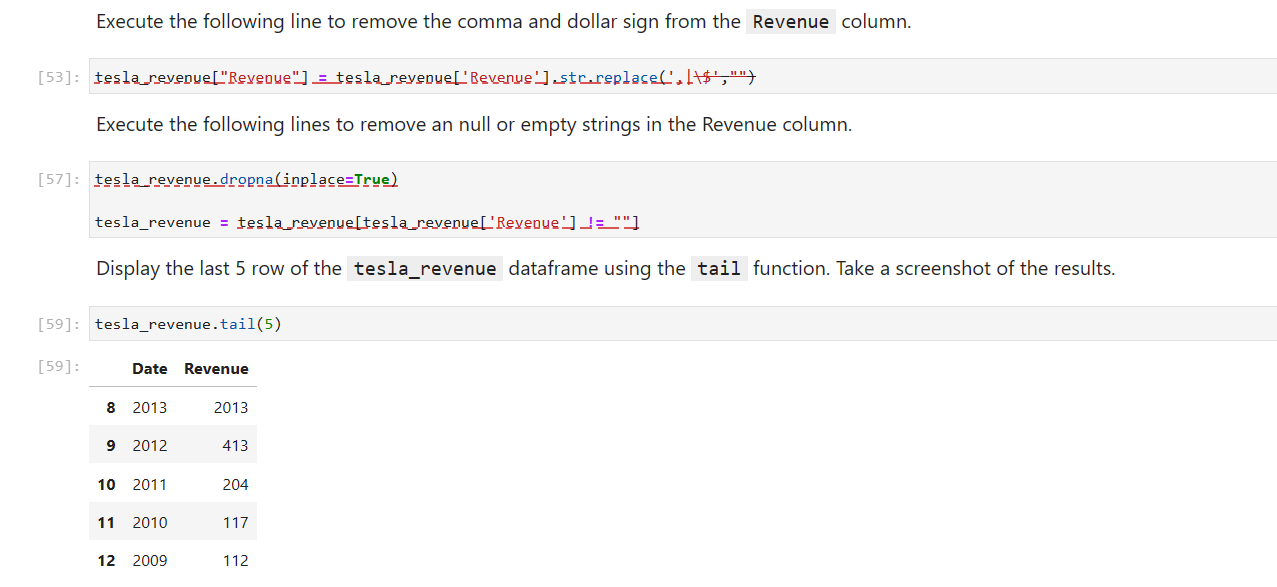 Execute the following line to remove the comma and dollar sign from the Revenue column.
[53]: tesla_revenue["Revenue"] = tesla_revenue['Revenue'].str.replace(',|\$',"")
Execute the following lines to remove an null or empty strings in the Revenue column.
[57]: tesla_revenue.dropna(inplace=True)
tesla_revenue = tesla_revenue[tesla_revenue['Revenue'] != ""]
Display the last 5 row of the tesla_revenue dataframe using the tail function. Take a screenshot of the results.
[59]: tesla_revenue.tail(5)
[59]: Date Revenue
8 2013 2013
9 2012 413
10 2011 204
11 2010 117
12 2009 112